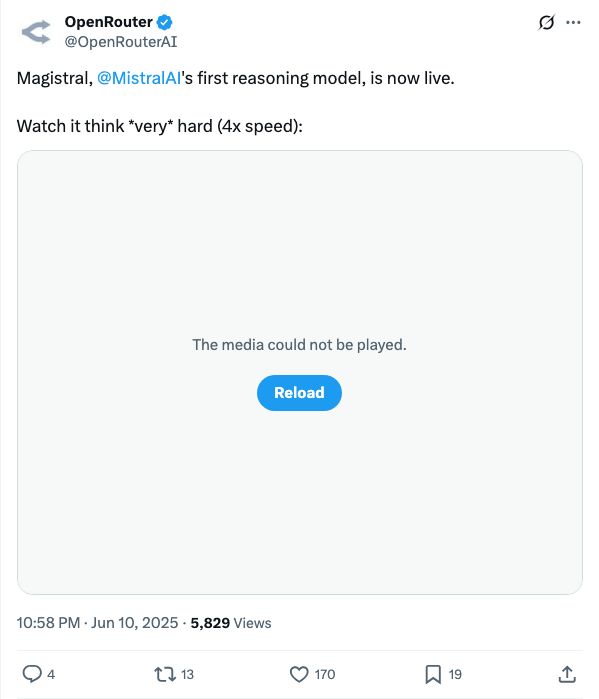 OpenRouter
@OpenRouterAI
Magistral, @MistralAI's first reasoning model, is now live.
Watch it think *very* hard (4x speed):
The media could not be played.
Reload
10:58 PM · Jun 10, 2025 · 5,829 Views
4 13 170 19